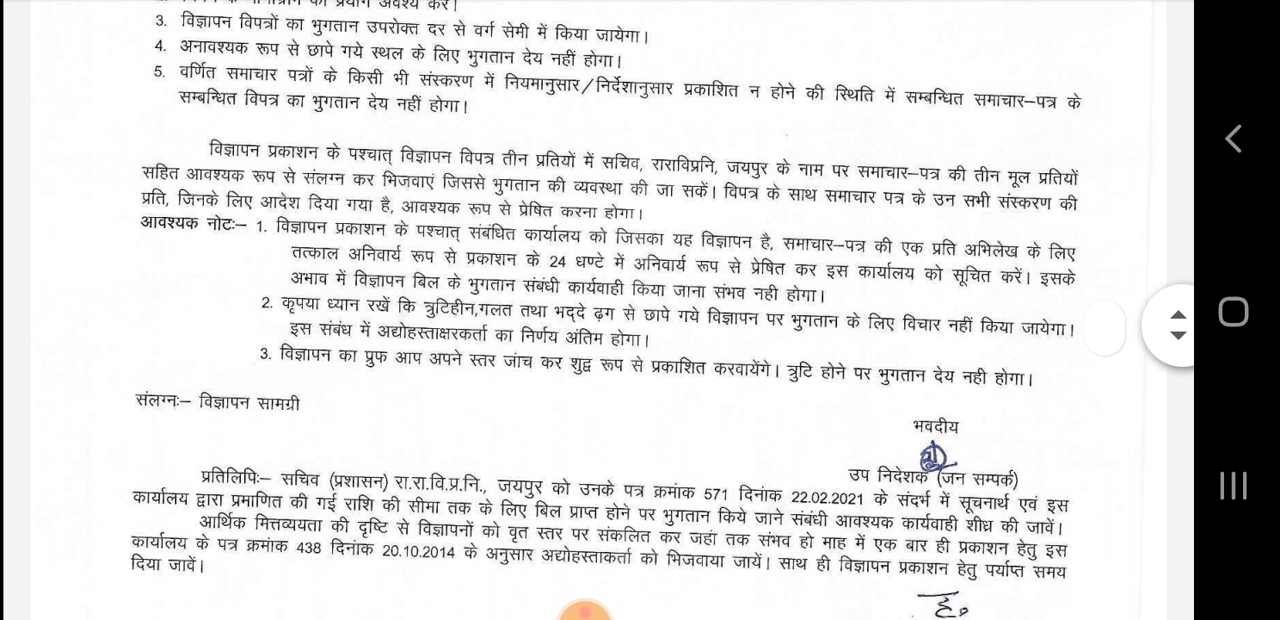 का प्रयोग अवश्य करें।
3. विज्ञापन विपत्रों का भुगतान उपरोक्त दर से वर्ग सेमी में किया जायेगा।
4. अनावश्यक रूप से छापे गये स्थल के लिए भुगतान देय नहीं होगा।
5. वर्णित समाचार पत्रों के किसी भी संस्करण में नियमानुसार/निर्देशानुसार प्रकाशित न होने की स्थिति में सम्बन्धित समाचार–पत्र के
सम्बन्धित विपत्र का भुगतान देय नहीं होगा।
विज्ञापन प्रकाशन के पश्चात् विज्ञापन विपत्र तीन प्रतियों में सचिव, राराविप्रनि, जयपुर के नाम पर समाचार–पत्र की तीन मूल प्रतियों
सहित आवश्यक रूप से संलग्न कर भिजवाएं जिससे भुगतान की व्यवस्था की जा सकें। विपत्र के साथ समाचार पत्र के उन सभी संस्करण की
प्रति, जिनके लिए आदेश दिया गया है, आवश्यक रूप से प्रेषित करना होगा।
आवश्यक नोटः– 1. विज्ञापन प्रकाशन के पश्चात् संबंधित कार्यालय को जिसका यह विज्ञापन है, समाचार–पत्र की एक प्रति अभिलेख के लिए
तत्काल अनिवार्य रूप से प्रकाशन के 24 धण्टे में अनिवार्य रूप से प्रेषित कर इस कार्यालय को सूचित करें। इसके
अभाव में विज्ञापन बिल के भुगतान संबंधी कार्यवाही किया जाना संभव नही होगा।
2. कृपया ध्यान रखें कि त्रुटिहीन,गलत तथा भद्दे ढ़ग से छापे गये विज्ञापन पर भुगतान के लिए विचार नहीं किया जायेगा।
इस संबंध में अद्योहस्ताक्षरकर्ता का निर्णय अंतिम होगा।
3. विज्ञापन का प्रुफ आप अपने स्तर जांच कर शुद्व रूप से प्रकाशित करवायेंगे। त्रुटि होने पर भुगतान देय नही होगा।
संलग्नः– विज्ञापन सामग्री
भवदीय
उप निदेशक (जन सम्पर्क)
प्रतिलिपिः– सचिव (प्रशासन) रा.रा.वि.प्र.नि., जयपुर को उनके पत्र क्रमांक 571 दिनांक 22.02.2021 के संदर्भ में सूचनार्थ एवं इस
कार्यालय द्वारा प्रमाणित की गई राशि की सीमा तक के लिए बिल प्राप्त होने पर भुगतान किये जाने संबंधी आवश्यक कार्यवाही शीघ्र की जावें।
आर्थिक मित्तव्ययता की दृष्टि से विज्ञापनों को वृत स्तर पर संकलित कर जहां तक संभव हो माह में एक बार ही प्रकाशन हेतु इस
कार्यालय के पत्र क्रमांक 438 दिनांक 20.10.2014 के अनुसार अद्योहस्ताकर्ता को भिजवाया जायें। साथ ही विज्ञापन प्रकाशन हेतु पर्याप्त समय
दिया जावें।
ह०